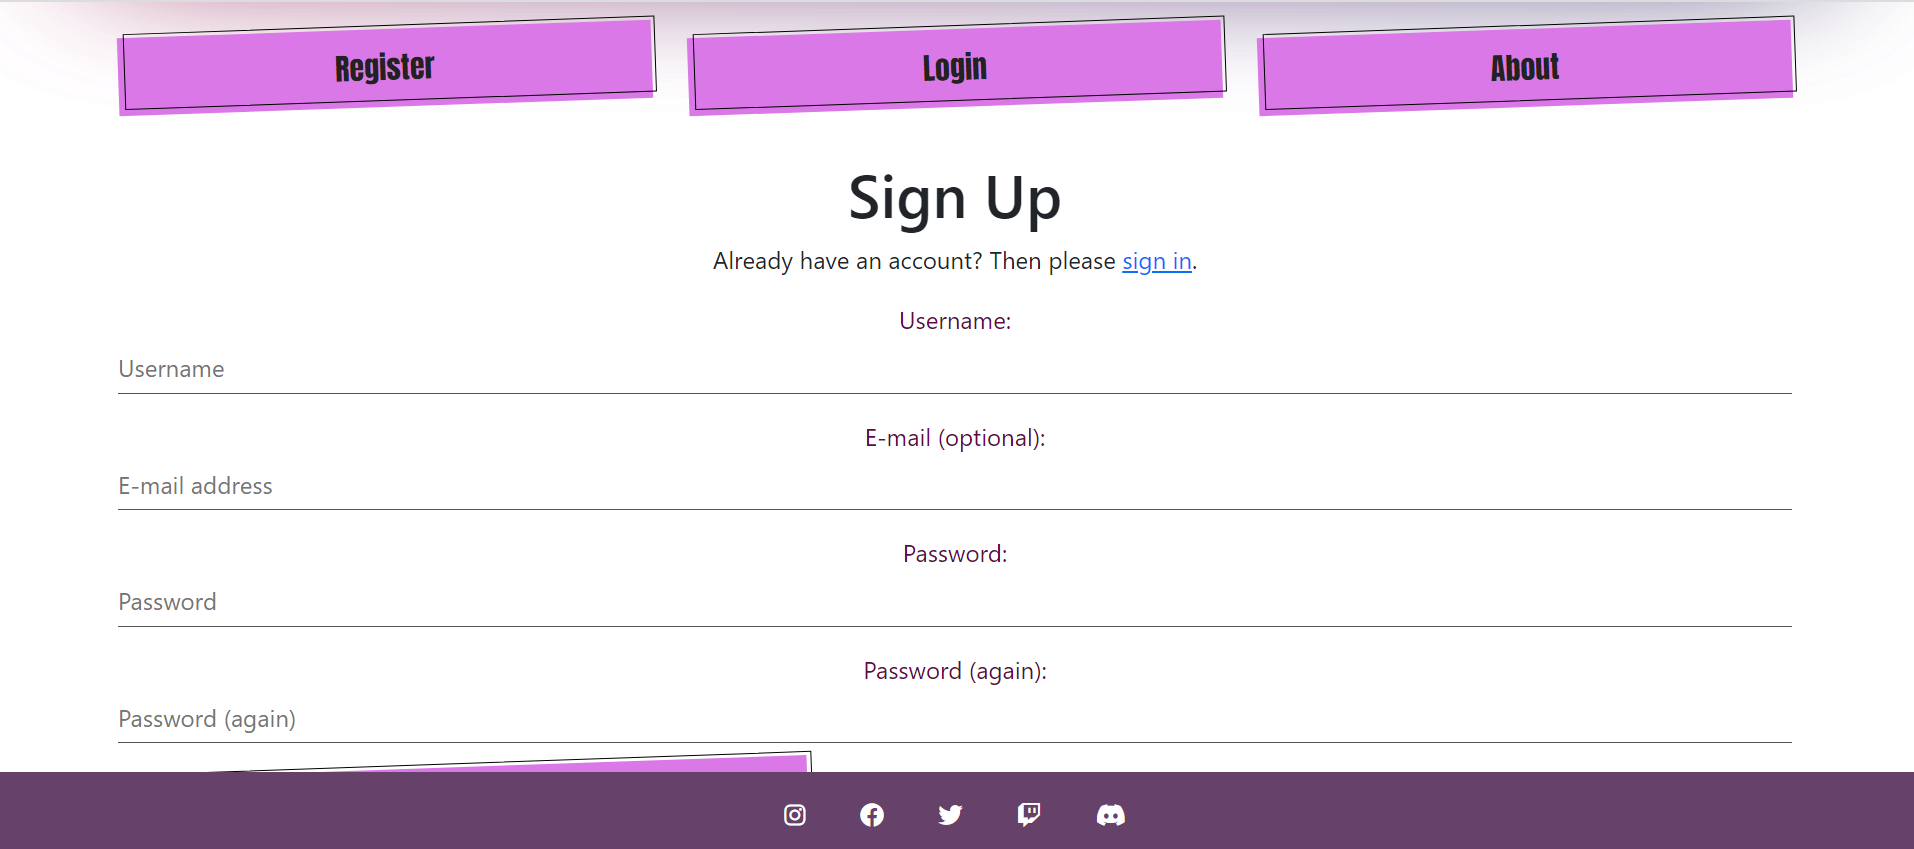 Register
Login
About
Sign Up
Already have an account? Then please sign in.
Username:
Username
E-mail (optional):
E-mail address
Password:
Password
Password (again):
Password (again)